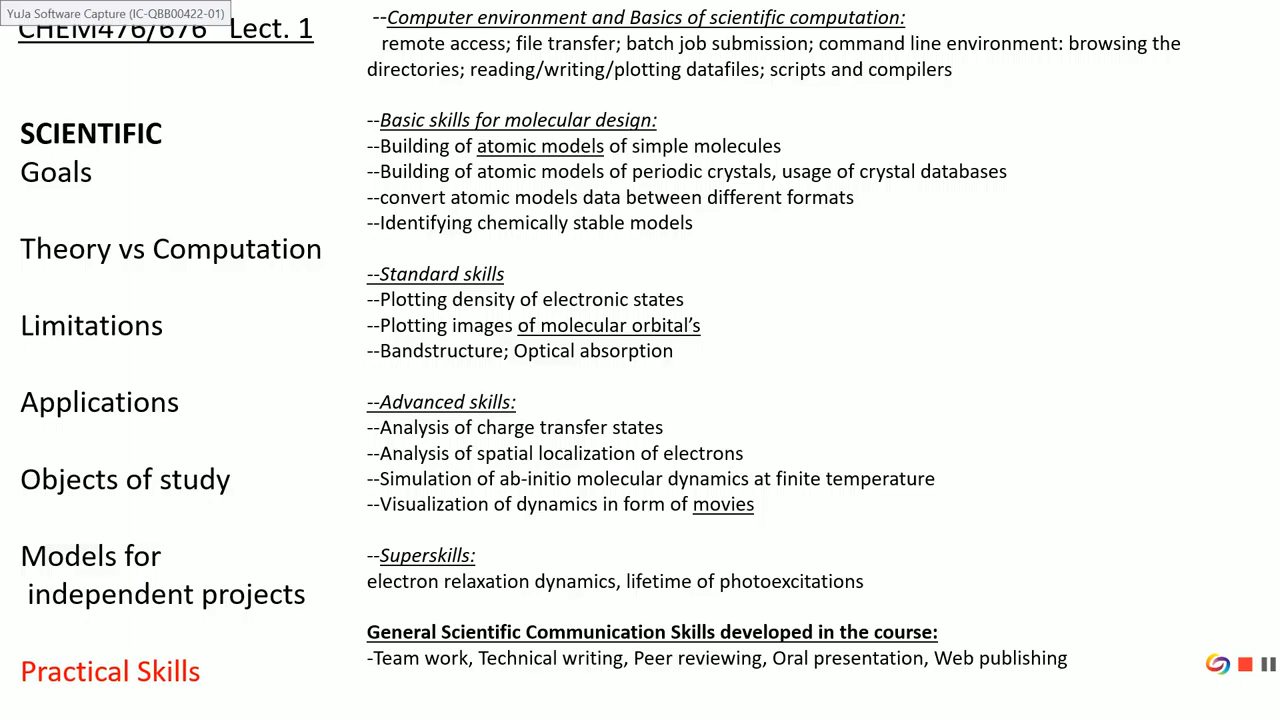 YuJa Software Capture (IC-QBB00422-01)
CHEM476/676 Lect. 1
SCIENTIFIC
Goals
Theory vs Computation
Limitations
Applications
Objects of study
Models for
independent projects
Practical Skills
--Computer environment and Basics of scientific computation:
remote access; file transfer; batch job submission; command line environment: browsing the
directories; reading/writing/plotting datafiles; scripts and compilers
--Basic skills for molecular design:
--Building of atomic models of simple molecules
--Building of atomic models of periodic crystals, usage of crystal databases
--convert atomic models data between different formats
--Identifying chemically stable models
--Standard skills
--Plotting density of electronic states
--Plotting images of molecular orbital's
--Bandstructure; Optical absorption
--Advanced skills:
--Analysis of charge transfer states
--Analysis of spatial localization of electrons
--Simulation of ab-initio molecular dynamics at finite temperature
--Visualization of dynamics in form of movies
--Superskills:
electron relaxation dynamics, lifetime of photoexcitations
General Scientific Communication Skills developed in the course:
-Team work, Technical writing, Peer reviewing, Oral presentation, Web publishing